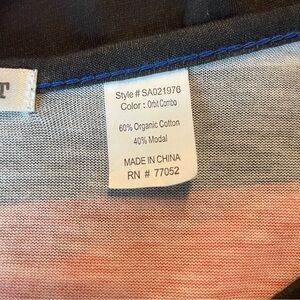 T
Style # SA021976
Color : Orbit Combo
60% Organic Cotton
40% Modal
MADE IN CHINA
RN # 77052